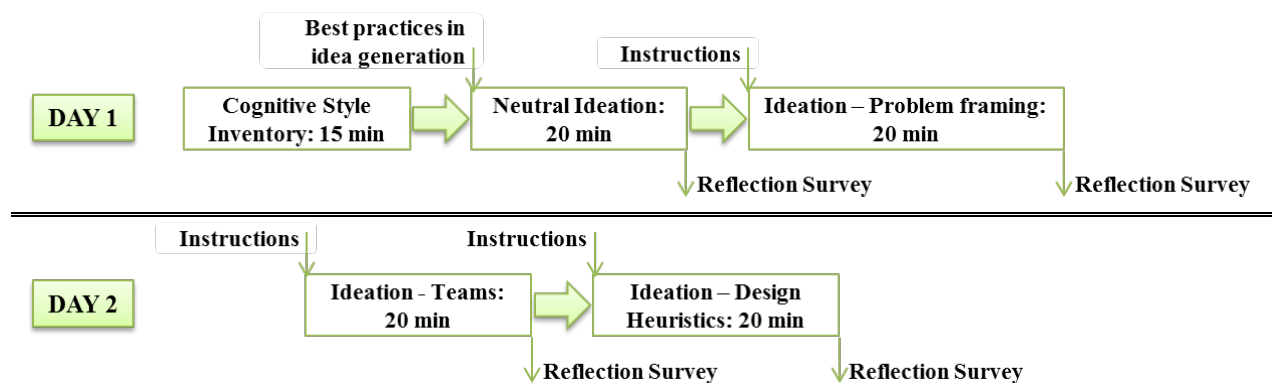 Best practices in
idea generation
Instructions
DAY 1
Cognitive Style
Inventory: 15 min
Neutral Ideation:
20 min
Ideation – Problem framing:
20 min
Reflection Survey
Reflection Survey
Instructions
Instructions
DAY 2
Ideation - Teams:
20 min
Ideation – Design
Heuristics: 20 min
Reflection Survey
Reflection Survey